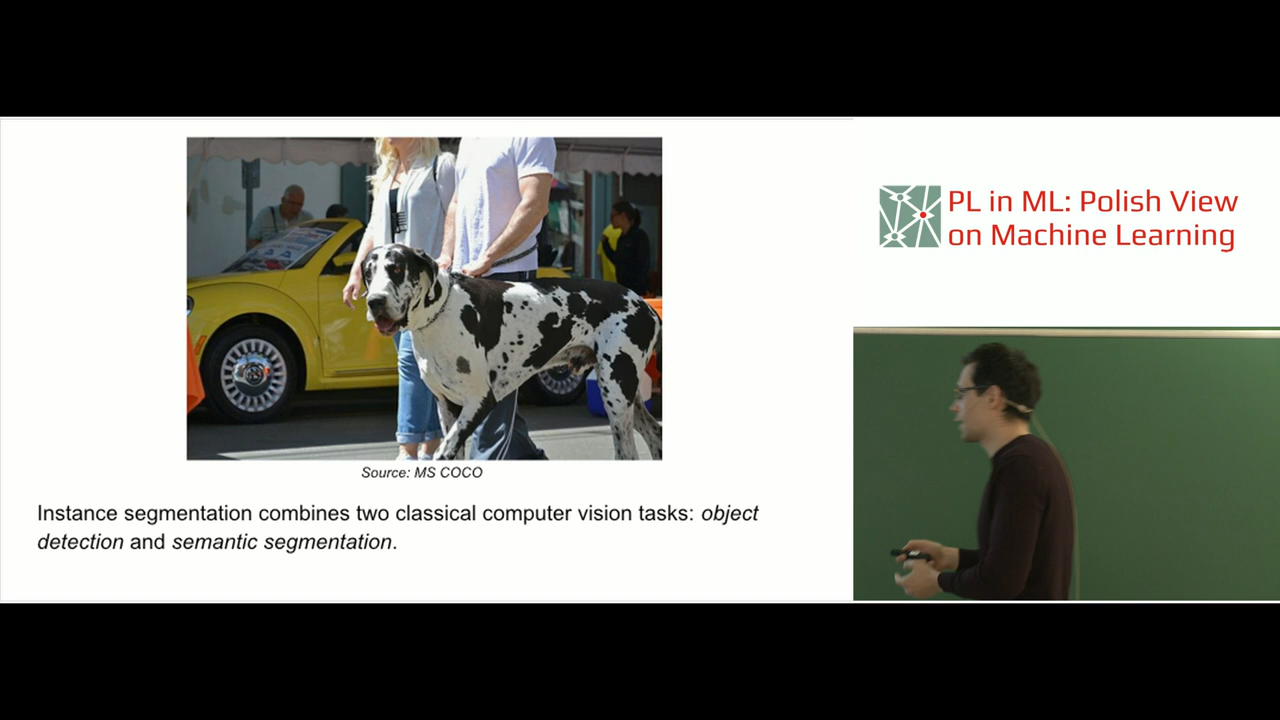 Source: MS COCO
Instance segmentation combines two classical computer vision tasks: object
detection and semantic segmentation.
PL in ML: Polish View
on Machine Learning